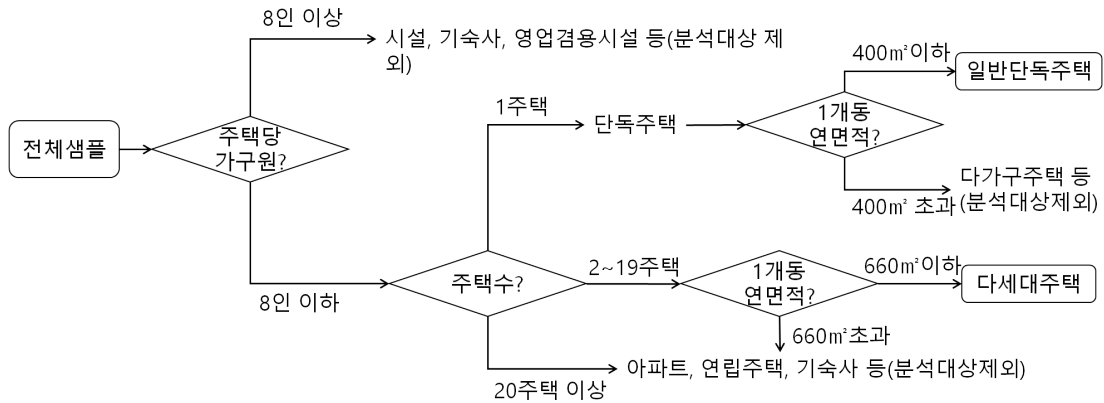 8인 이상
시설, 기숙사, 영업겸용시설 등(분석대상 제
외)
전체샘플
주택당
가구원?
1주택
단독주택
1개동
연면적?
400㎡이하
일반단독주택
400㎡ 초과
다가구주택 등
(분석대상제외)
8인 이하
주택수?
2~19주택
1개동
연면적?
660㎡이하
다세대주택
660㎡초과
20주택 이상
아파트, 연립주택, 기숙사 등(분석대상제외)